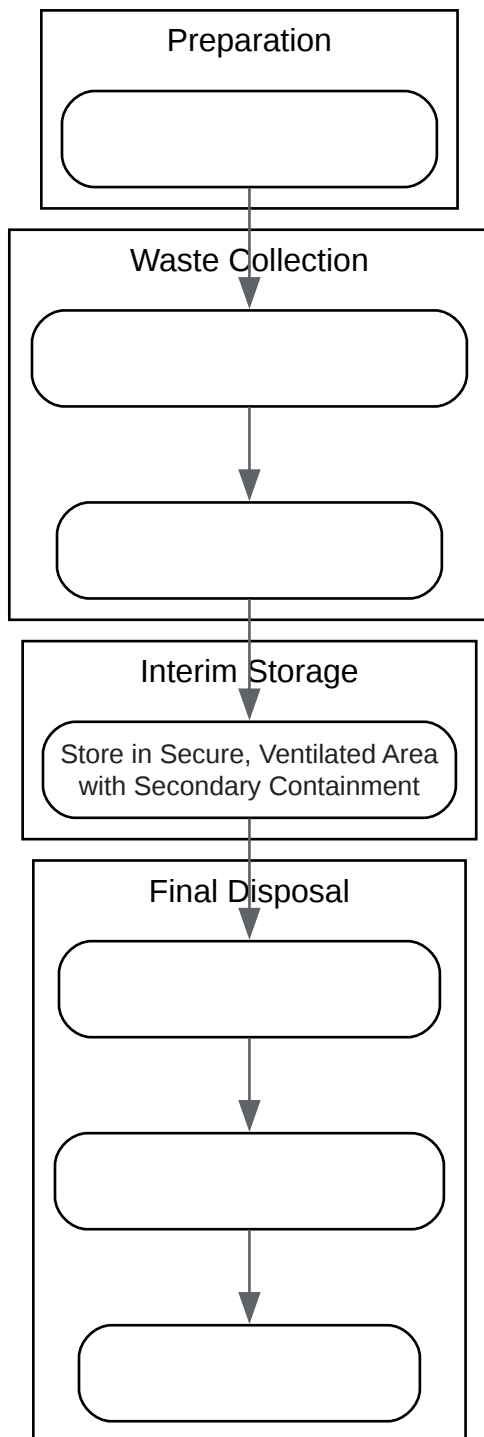 Preparation
Waste Collection
Interim Storage
Store in Secure, Ventilated Area
with Secondary Containment
Final Disposal